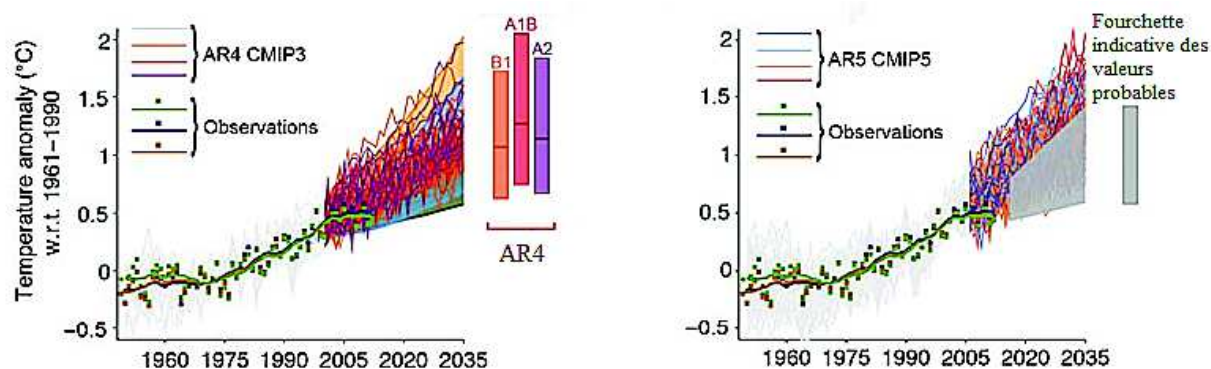 Temperature anomaly (°C)
w.r.t. 1961–1990
2
1.5
1
0.5
0
−0.5
AR4 CMIP3
Observations
1960 1975 1990 2005 2020 2035
B1
A1B
A2
AR4
2
1.5
1
0.5
0
−0.5
AR5 CMIP5
Observations
1960 1975 1990 2005 2020 2035
Fourchette
indicative des
valeurs
probables